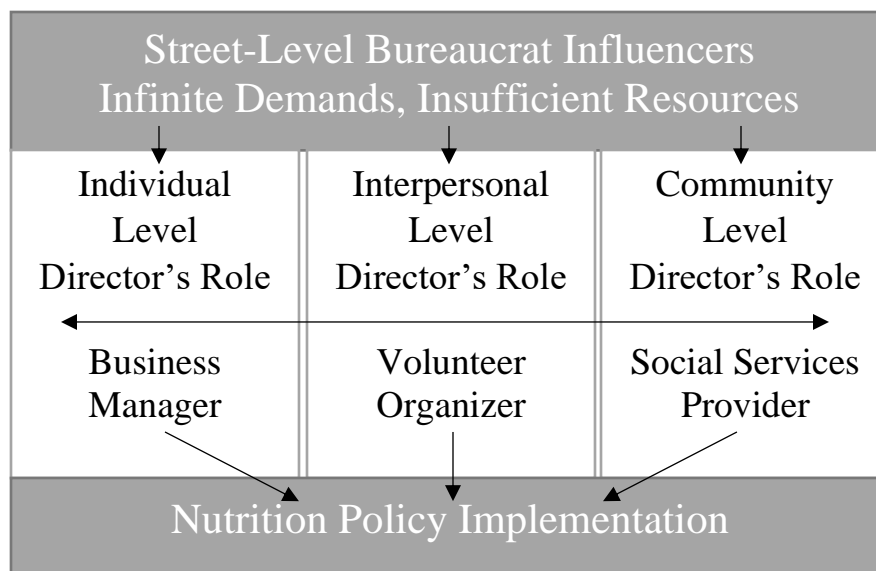 Street-Level Bureaucrat Influencers
Infinite Demands, Insufficient Resources
Individual
Level
Director's Role
Interpersonal
Level
Director's Role
Community
Level
Director's Role
Business
Manager
Volunteer
Organizer
Social Services
Provider
Nutrition Policy Implementation